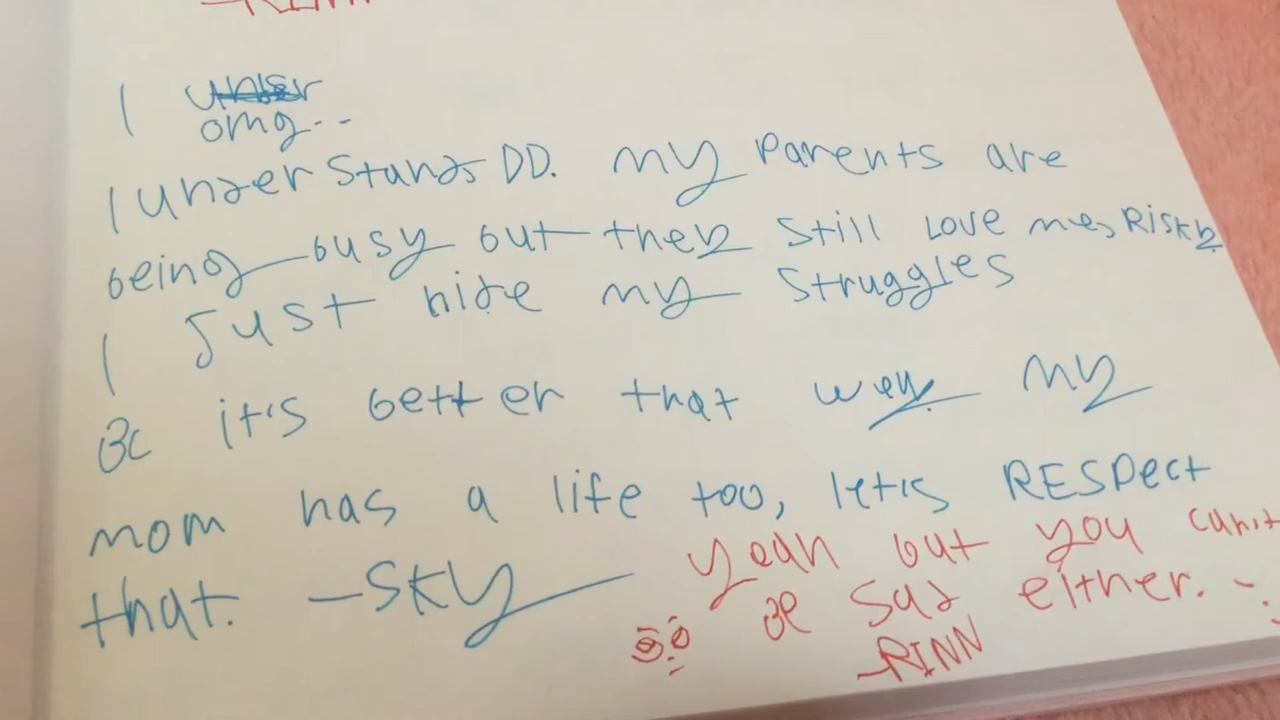 -RINN
I
omg..
I understand DD. my parents are
being busy but they still love me, Risky
I Just hide my struggles
Bc it's better that way my
mom has a life too, let's RESPect
that. -SKY
yeah but you can't
be sad either.
-RINN